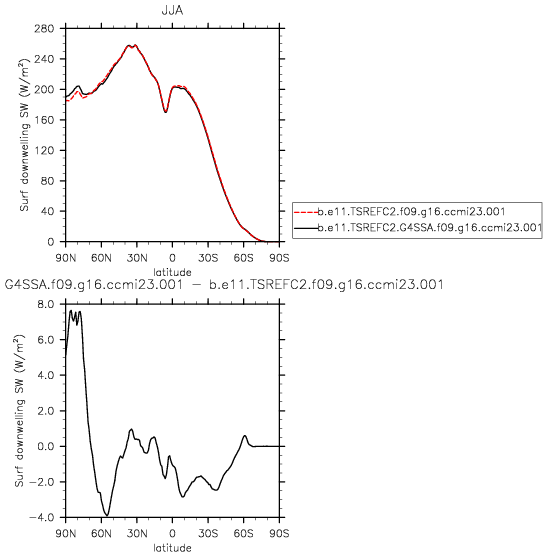 JJA
280
240
200
160
120
80
40
0
Surf downwelling SW (W/m²)
90N 60N 30N 0 30S 60S 90S
latitude
b.e11.TSREFC2.f09.g16.ccmi23.001
b.e11.TSREFC2.G4SSA.f09.g16.ccmi23.001
G4SSA.f09.g16.ccmi23.001 − b.e11.TSREFC2.f09.g16.ccmi23.001
8.0
6.0
4.0
2.0
0.0
−2.0
−4.0
Surf downwelling SW (W/m²)
90N 60N 30N 0 30S 60S 90S
latitude